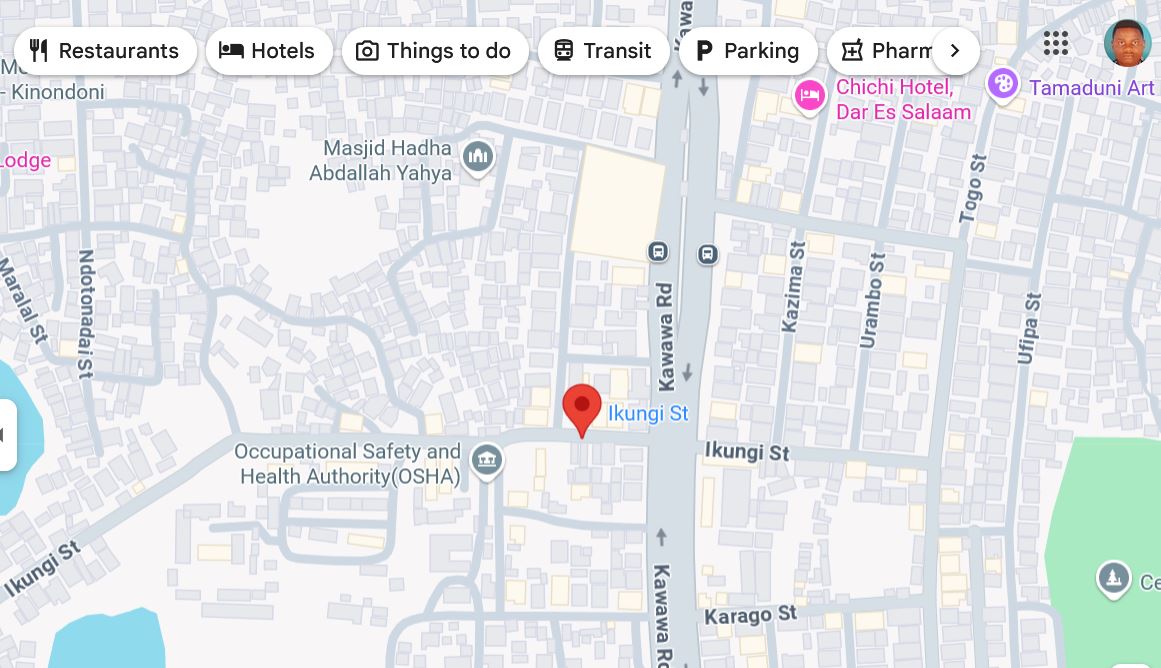 Restaurants
Hotels
Things to do
Transit
Parking
Pharm
Kawa
- Kinondoni
Chichi Hotel,
Dar Es Salaam
Tamaduni Art
Lodge
Masjid Hadha
Abdallah Yahya
Togo St
Maralal St
Ndotonadai St
Kawawa Rd
Kazima St
Urambo St
Ufipa St
Ikungi St
Occupational Safety and
Health Authority(OSHA)
Ikungi St
Ikungi St
Kawawa Rd
Karago St
Ce